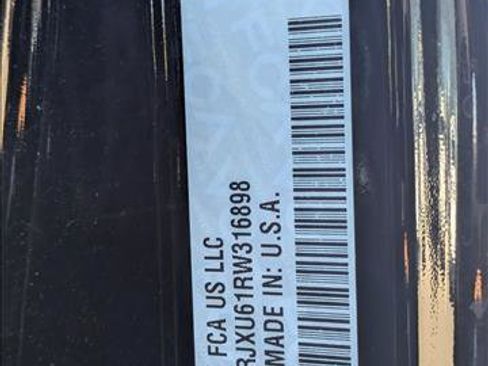 FCA US LLC
RJXU61RW316898
MADE IN: U.S.A.